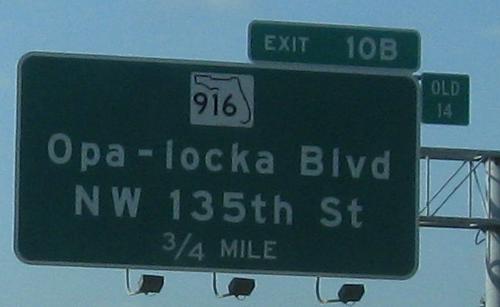 EXIT 10B
OLD
14
916
Opa-locka Blvd
NW 135th St
3/4 MILE